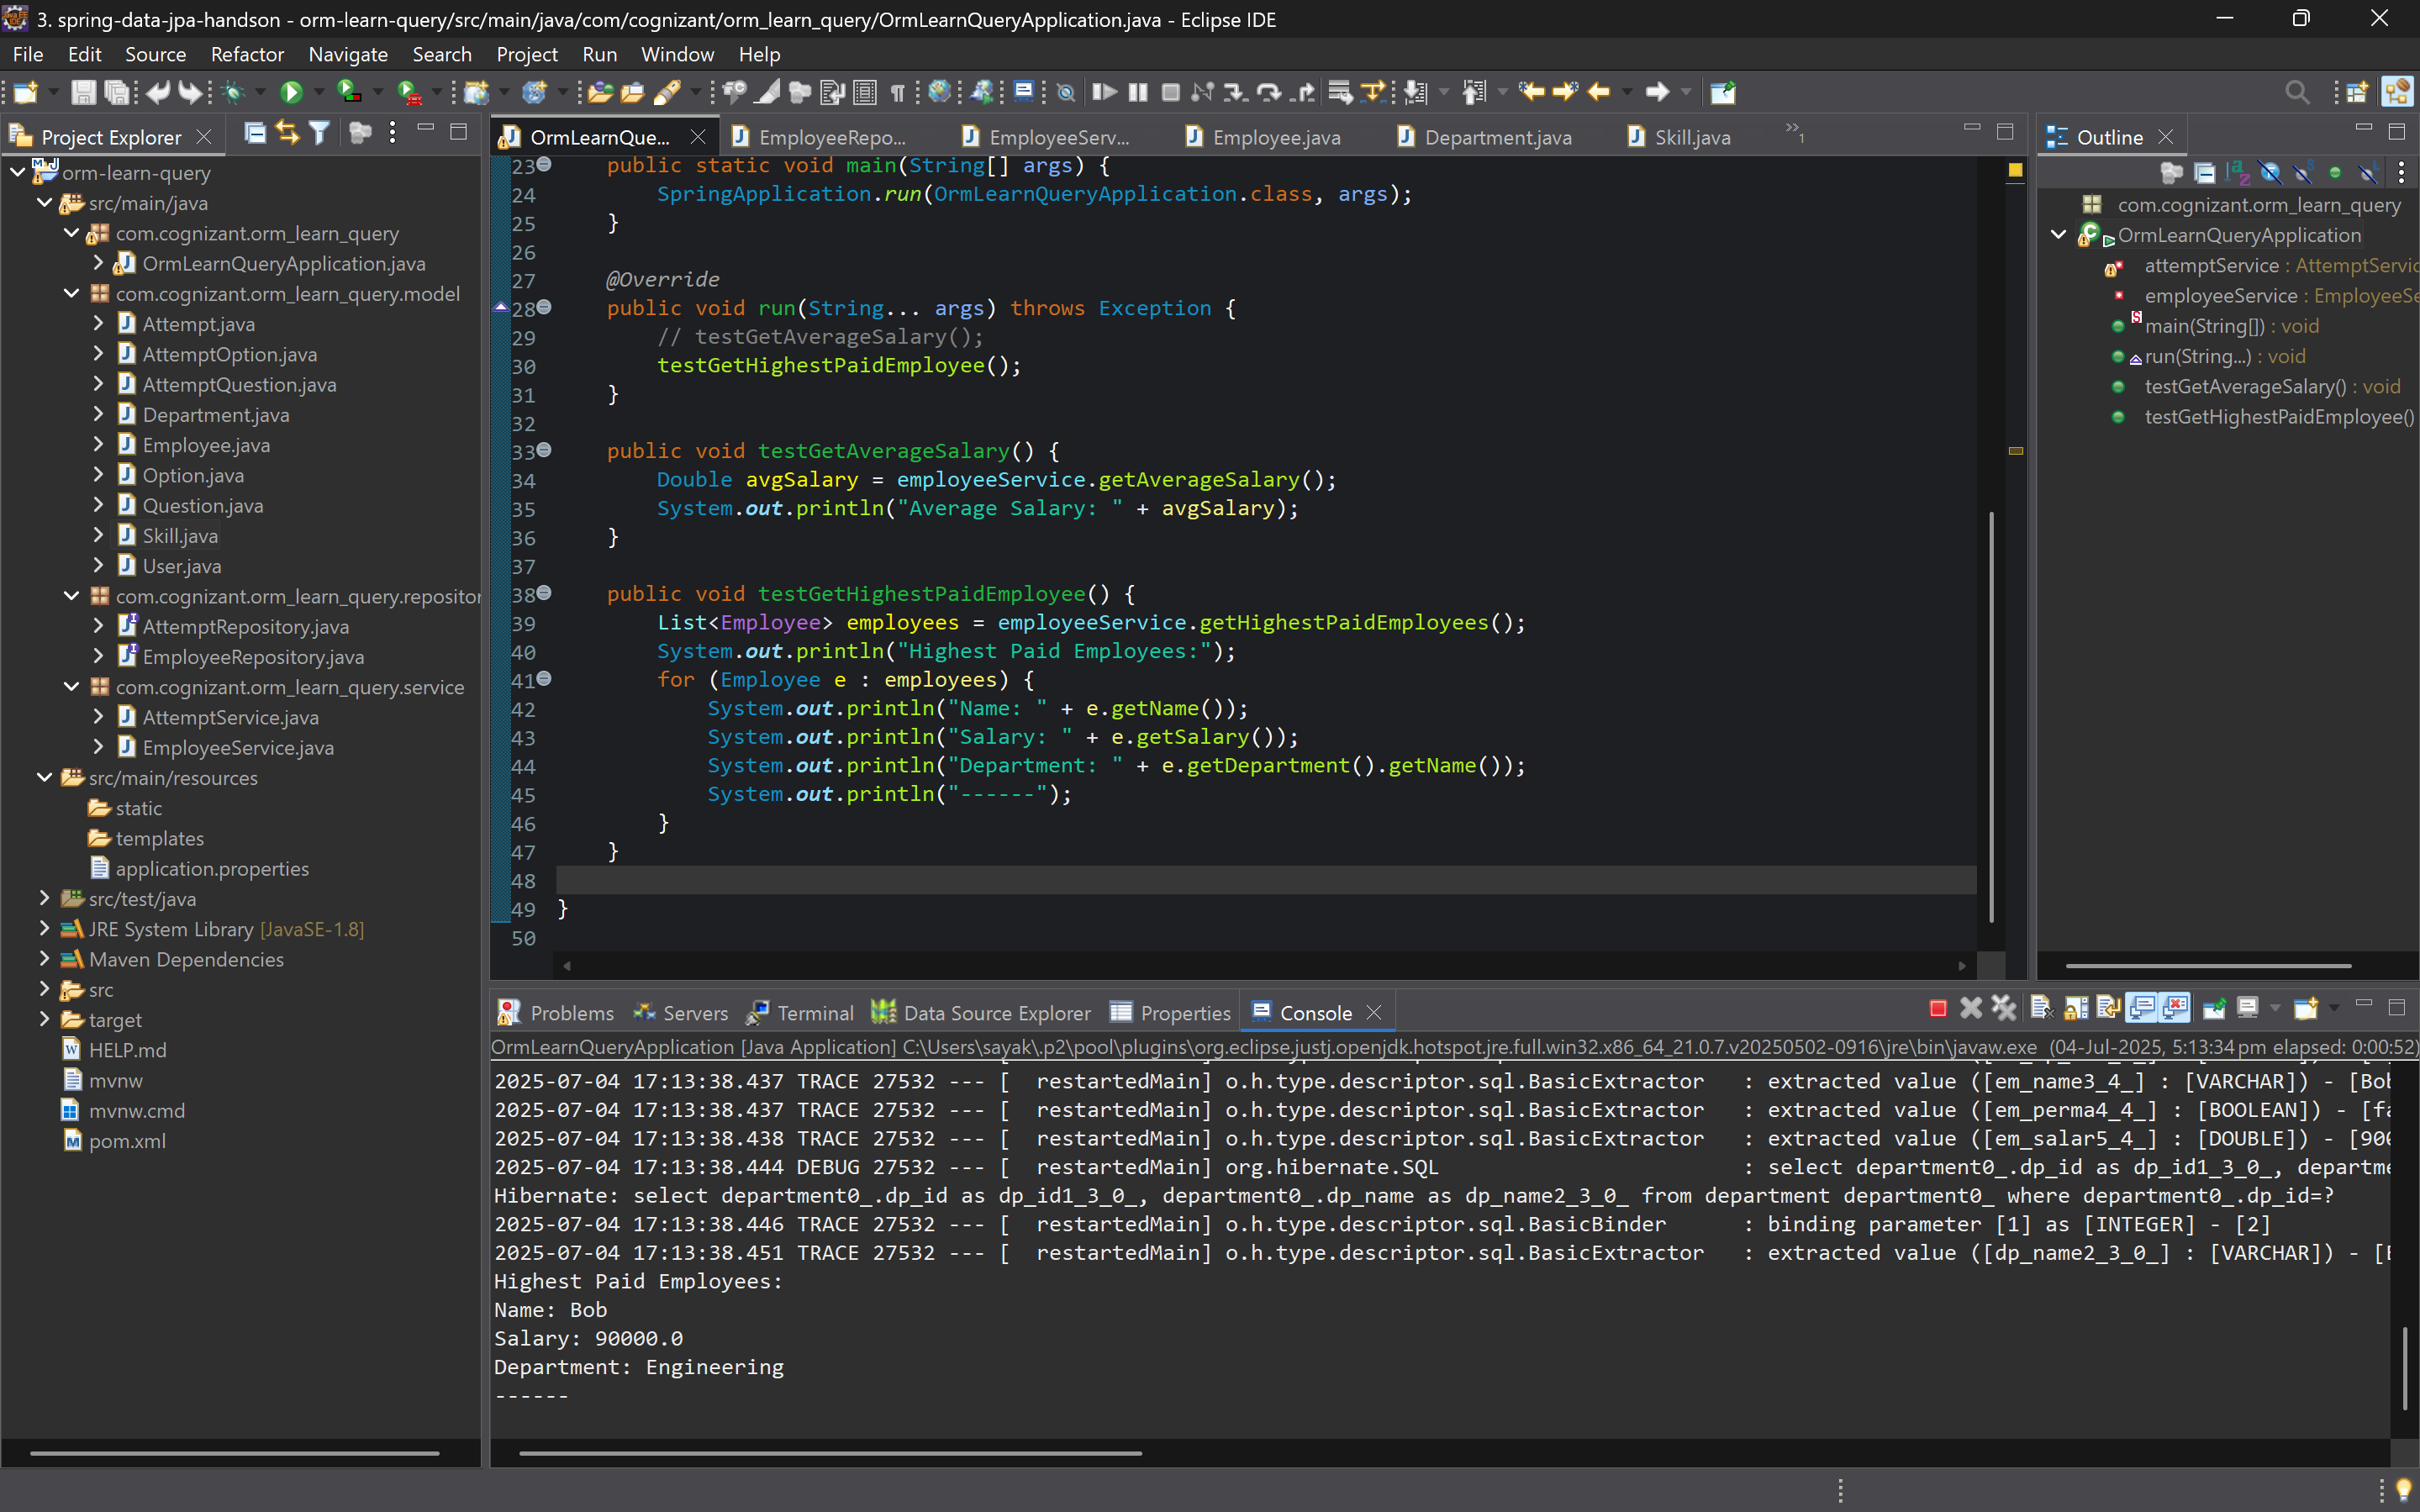 3. spring-data-jpa-handson - orm-learn-query/src/main/java/com/cognizant/orm_learn_query/OrmLearnQueryApplication.java - Eclipse IDE
File Edit Source Refactor Navigate Search Project Run Window Help
Project Explorer
orm-learn-query
src/main/java
com.cognizant.orm_learn_query
OrmLearnQueryApplication.java
com.cognizant.orm_learn_query.model
Attempt.java
AttemptOption.java
AttemptQuestion.java
Department.java
Employee.java
Option.java
Question.java
Skill.java
User.java
com.cognizant.orm_learn_query.repositor
AttemptRepository.java
EmployeeRepository.java
com.cognizant.orm_learn_query.service
AttemptService.java
EmployeeService.java
src/main/resources
static
templates
application.properties
src/test/java
JRE System Library [JavaSE-1.8]
Maven Dependencies
src
target
HELP.md
mvnw
mvnw.cmd
pom.xml
OrmLearnQue... EmployeeRepo... EmployeeServ... Employee.java Department.java Skill.java »1
23 public static void main(String[] args) {
24 SpringApplication.run(OrmLearnQueryApplication.class, args);
25 }
26
27 @Override
28 public void run(String... args) throws Exception {
29 // testGetAverageSalary();
30 testGetHighestPaidEmployee();
31 }
32
33 public void testGetAverageSalary() {
34 Double avgSalary = employeeService.getAverageSalary();
35 System.out.println("Average Salary: " + avgSalary);
36 }
37
38 public void testGetHighestPaidEmployee() {
39 List<Employee> employees = employeeService.getHighestPaidEmployees();
40 System.out.println("Highest Paid Employees:");
41 for (Employee e : employees) {
42 System.out.println("Name: " + e.getName());
43 System.out.println("Salary: " + e.getSalary());
44 System.out.println("Department: " + e.getDepartment().getName());
45 System.out.println("------");
46 }
47 }
48
49 }
50
Outline
com.cognizant.orm_learn_query
OrmLearnQueryApplication
attemptService : AttemptServic
employeeService : EmployeeSe
main(String[]) : void
run(String...) : void
testGetAverageSalary() : void
testGetHighestPaidEmployee()
Problems Servers Terminal Data Source Explorer Properties Console
OrmLearnQueryApplication [Java Application] C:\Users\sayak\.p2\pool\plugins\org.eclipse.justj.openjdk.hotspot.jre.full.win32.x86_64_21.0.7.v20250502-0916\jre\bin\javaw.exe (04-Jul-2025, 5:13:34 pm elapsed: 0:00:52)
2025-07-04 17:13:38.437 TRACE 27532 --- [ restartedMain] o.h.type.descriptor.sql.BasicExtractor : extracted value ([em_name3_4_] : [VARCHAR]) - [Bob
2025-07-04 17:13:38.437 TRACE 27532 --- [ restartedMain] o.h.type.descriptor.sql.BasicExtractor : extracted value ([em_perma4_4_] : [BOOLEAN]) - [fa
2025-07-04 17:13:38.438 TRACE 27532 --- [ restartedMain] o.h.type.descriptor.sql.BasicExtractor : extracted value ([em_salar5_4_] : [DOUBLE]) - [900
2025-07-04 17:13:38.444 DEBUG 27532 --- [ restartedMain] org.hibernate.SQL : select department0_.dp_id as dp_id1_3_0_, departme
Hibernate: select department0_.dp_id as dp_id1_3_0_, department0_.dp_name as dp_name2_3_0_ from department department0_ where department0_.dp_id=?
2025-07-04 17:13:38.446 TRACE 27532 --- [ restartedMain] o.h.type.descriptor.sql.BasicBinder : binding parameter [1] as [INTEGER] - [2]
2025-07-04 17:13:38.451 TRACE 27532 --- [ restartedMain] o.h.type.descriptor.sql.BasicExtractor : extracted value ([dp_name2_3_0_] : [VARCHAR]) - [E
Highest Paid Employees:
Name: Bob
Salary: 90000.0
Department: Engineering
------